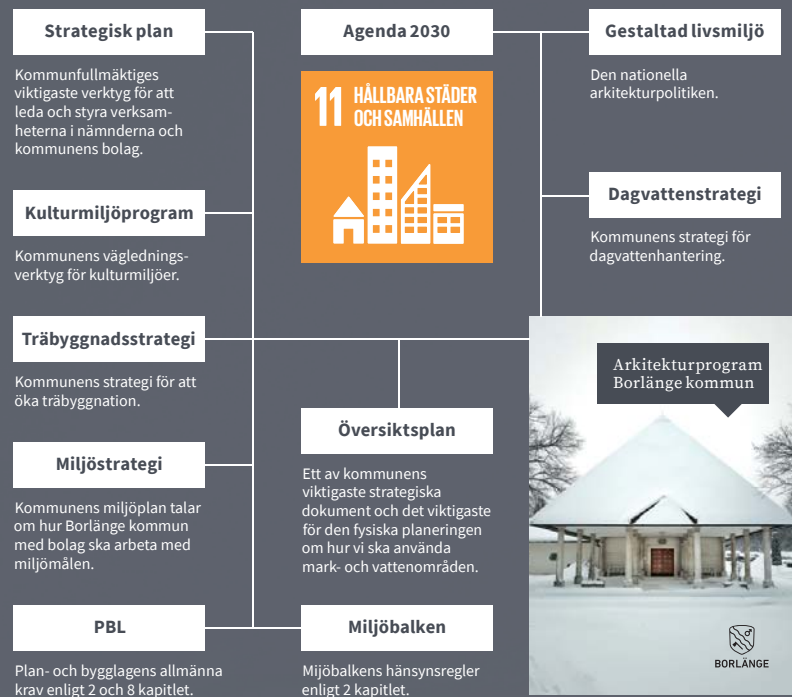 Strategisk plan
Kommunfullmäktiges
viktigaste verktyg för att
leda och styra verksam-
heterna i nämnderna och
kommunens bolag.
Kulturmiljöprogram
Kommunens väglednings-
verktyg för kulturmiljöer.
Träbyggnadsstrategi
Kommunens strategi för att
öka träbyggnation.
Miljöstrategi
Kommunens miljöplan talar
om hur Borlänge kommun
med bolag ska arbeta med
miljömålen.
PBL
Plan- och bygglagens allmänna
krav enligt 2 och 8 kapitlet.
Agenda 2030
11 HÅLLBARA STÄDER
OCH SAMHÄLLEN
Översiktsplan
Ett av kommunens
viktigaste strategiska
dokument och det viktigaste
för den fysiska planeringen
om hur vi ska använda
mark- och vattenområden.
Miljöbalken
Mijöbalkens hänsynsregler
enligt 2 kapitlet.
Gestaltad livsmiljö
Den nationella
arkitekturpolitiken.
Dagvattenstrategi
Kommunens strategi för
dagvattenhantering.
Arkitekturprogram
Borlänge kommun
BORLÄNGE